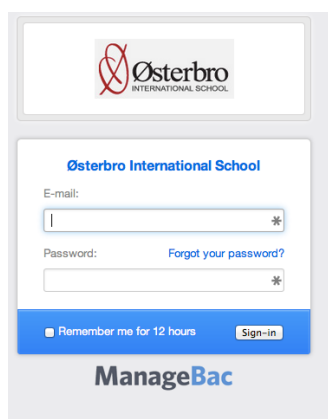 Østerbro
INTERNATIONAL SCHOOL
Østerbro International School
E-mail:
Password: Forgot your password?
Remember me for 12 hours Sign-in
ManageBac